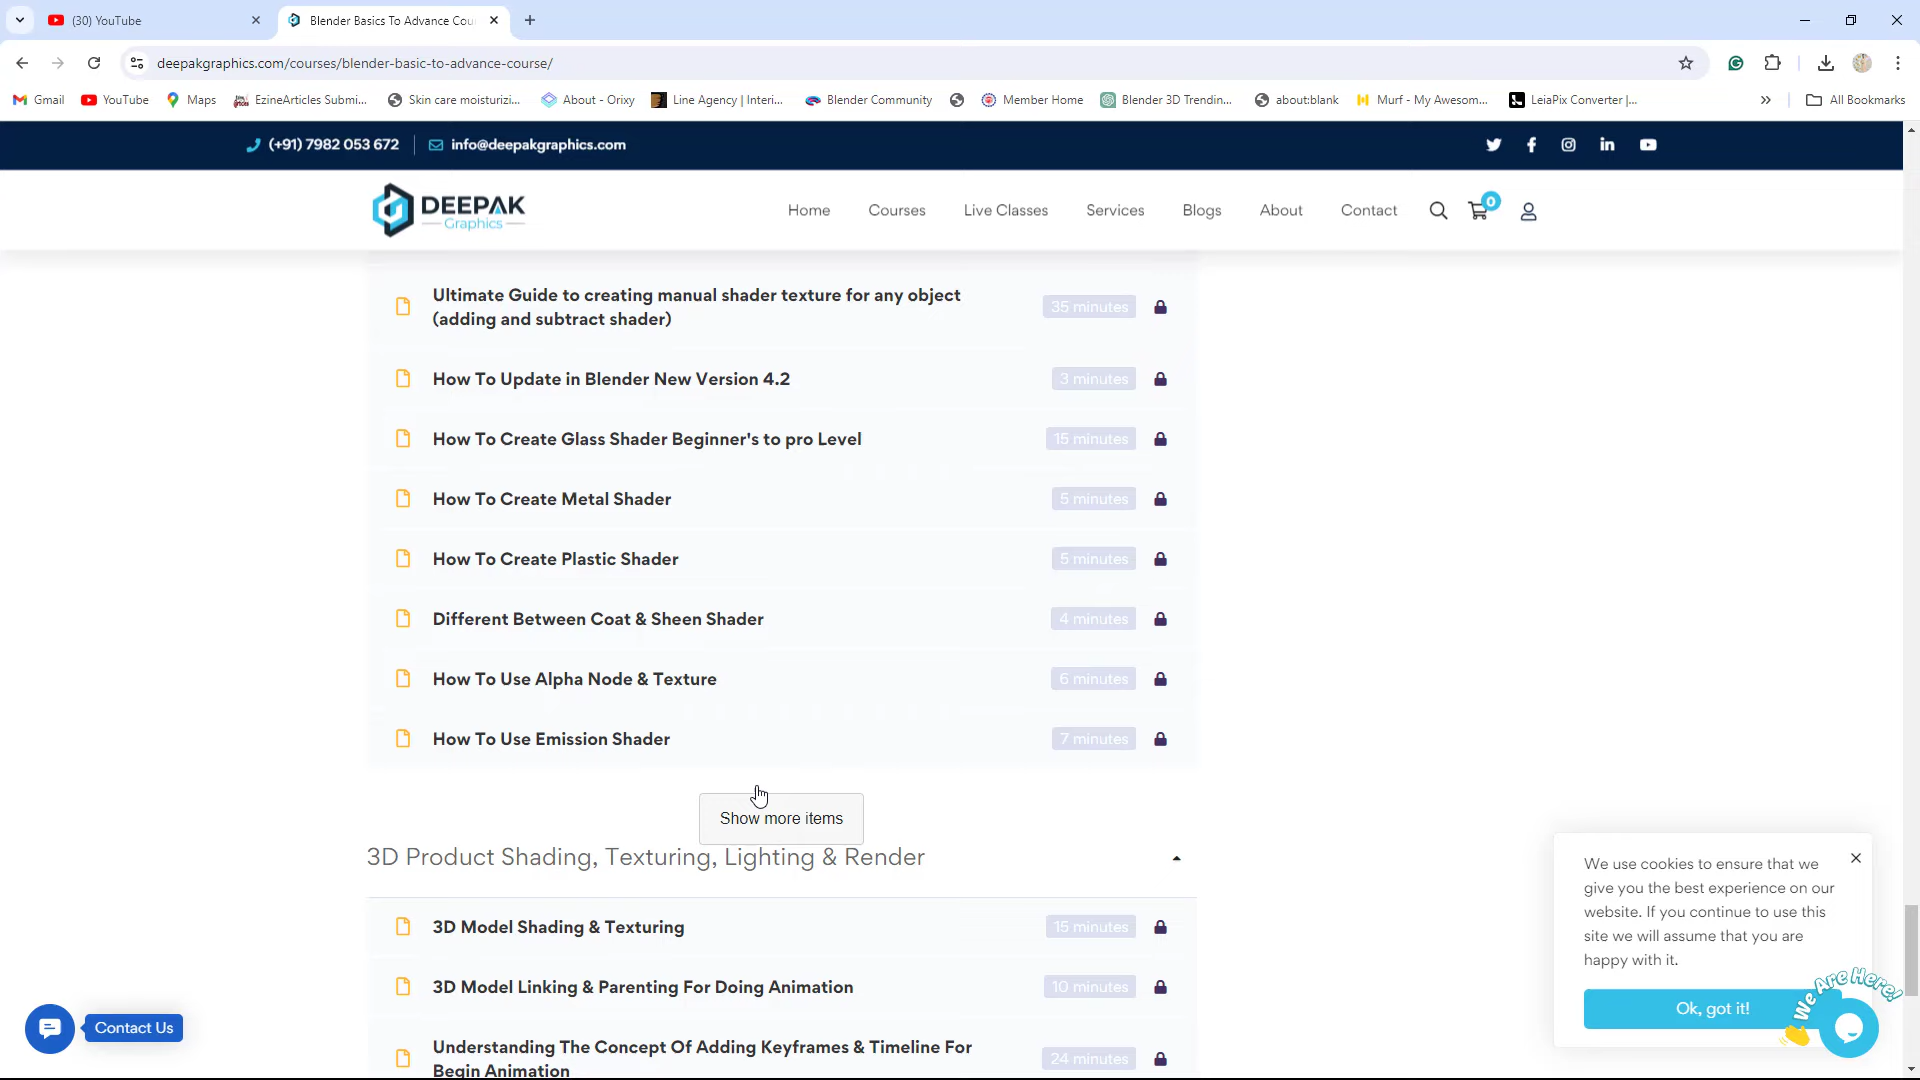 (30) YouTube
Blender Basics To Advance Cou
deepakgraphics.com/courses/blender-basic-to-advance-course/
Gmail
YouTube
Maps
EzineArticles Submi...
Skin care moisturizi...
About - Orixy
Line Agency | Interi...
Blender Community
Member Home
Blender 3D Trendin...
about:blank
Murf - My Awesom...
LeiaPix Converter |...
All Bookmarks
(+91) 7982 053 672
info@deepakgraphics.com
DEEPAK
Graphics
Home
Courses
Live Classes
Services
Blogs
About
Contact
0
Ultimate Guide to creating manual shader texture for any object
(adding and subtract shader)
35 minutes
How To Update in Blender New Version 4.2
3 minutes
How To Create Glass Shader Beginner's to pro Level
15 minutes
How To Create Metal Shader
5 minutes
How To Create Plastic Shader
5 minutes
Different Between Coat & Sheen Shader
4 minutes
How To Use Alpha Node & Texture
6 minutes
How To Use Emission Shader
7 minutes
Show more items
3D Product Shading, Texturing, Lighting & Render
3D Model Shading & Texturing
15 minutes
3D Model Linking & Parenting For Doing Animation
10 minutes
Understanding The Concept Of Adding Keyframes & Timeline For
Begin Animation
24 minutes
We use cookies to ensure that we
give you the best experience on our
website. If you continue to use this
site we will assume that you are
happy with it.
Ok, got it!
We Are Here!
Contact Us